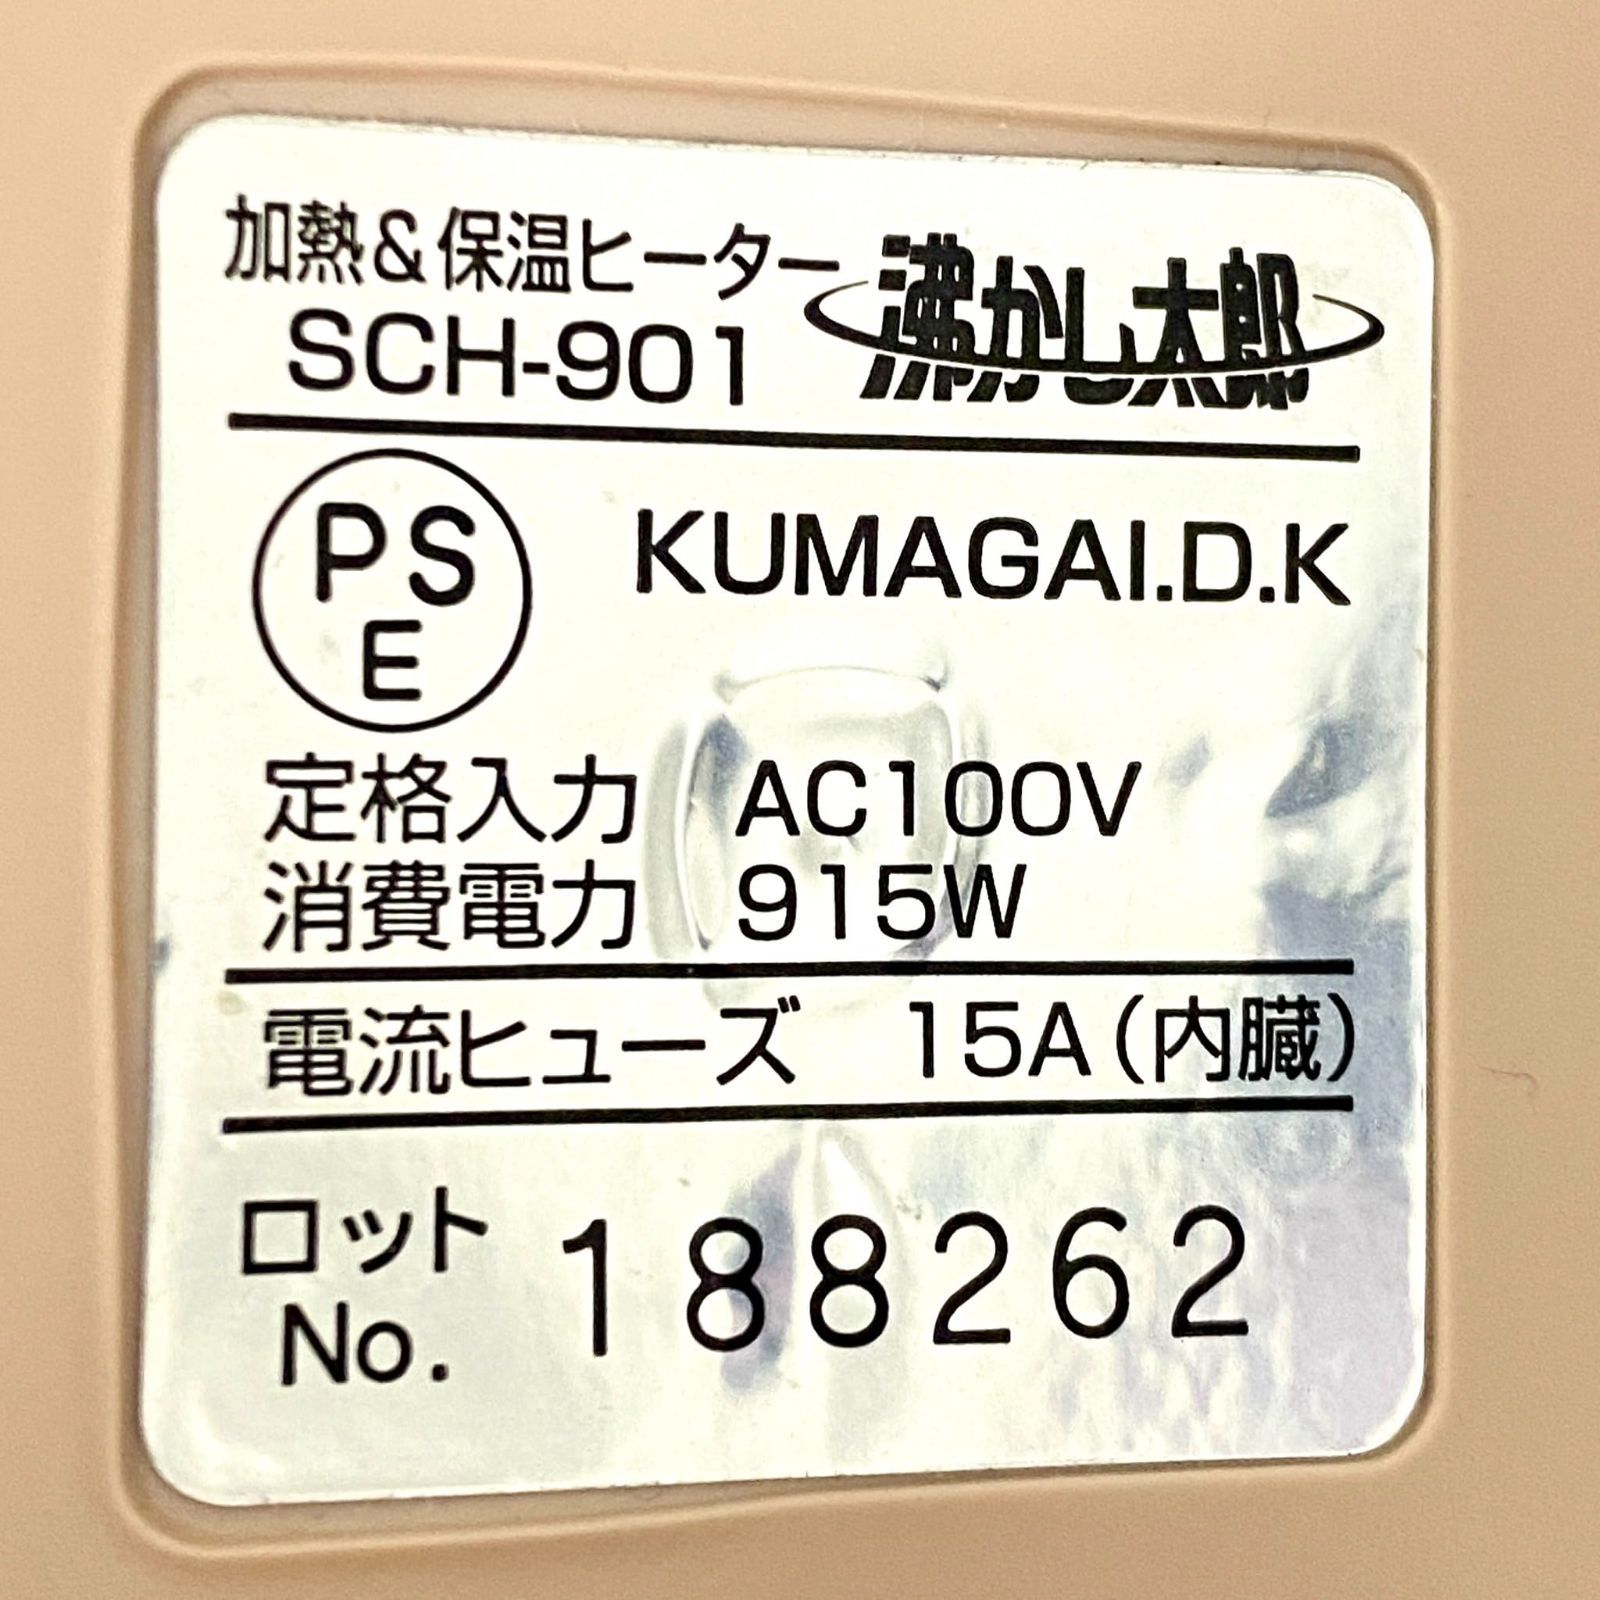 加熱&保温ヒーター 沸かし太郎
SCH-901
PS
E
KUMAGAI.D.K
定格入力 AC100V
消費電力 915W
電流ヒューズ 15A(内臓)
ロット
No. 188262